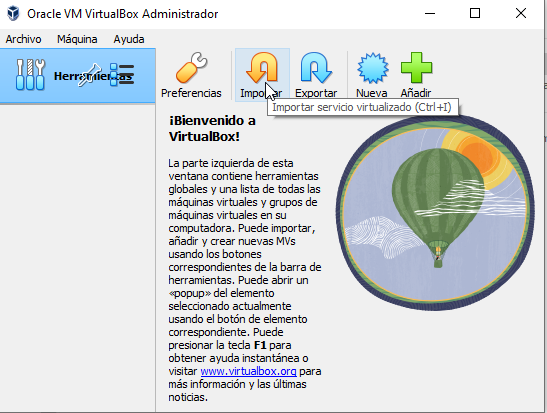 Oracle VM VirtualBox Administrador
Archivo Máquina Ayuda
Herramientas
Preferencias Importar Exportar Nueva Añadir
Importar servicio virtualizado (Ctrl+I)
¡Bienvenido a
VirtualBox!
La parte izquierda de esta
ventana contiene herramientas
globales y una lista de todas las
máquinas virtuales y grupos de
máquinas virtuales en su
computadora. Puede importar,
añadir y crear nuevas MVs
usando los botones
correspondientes de la barra de
herramientas. Puede abrir un
«popup» del elemento
seleccionado actualmente
usando el botón de elemento
correspondiente. Puede
presionar la tecla F1 para
obtener ayuda instantánea o
visitar www.virtualbox.org para
más información y las últimas
noticias.